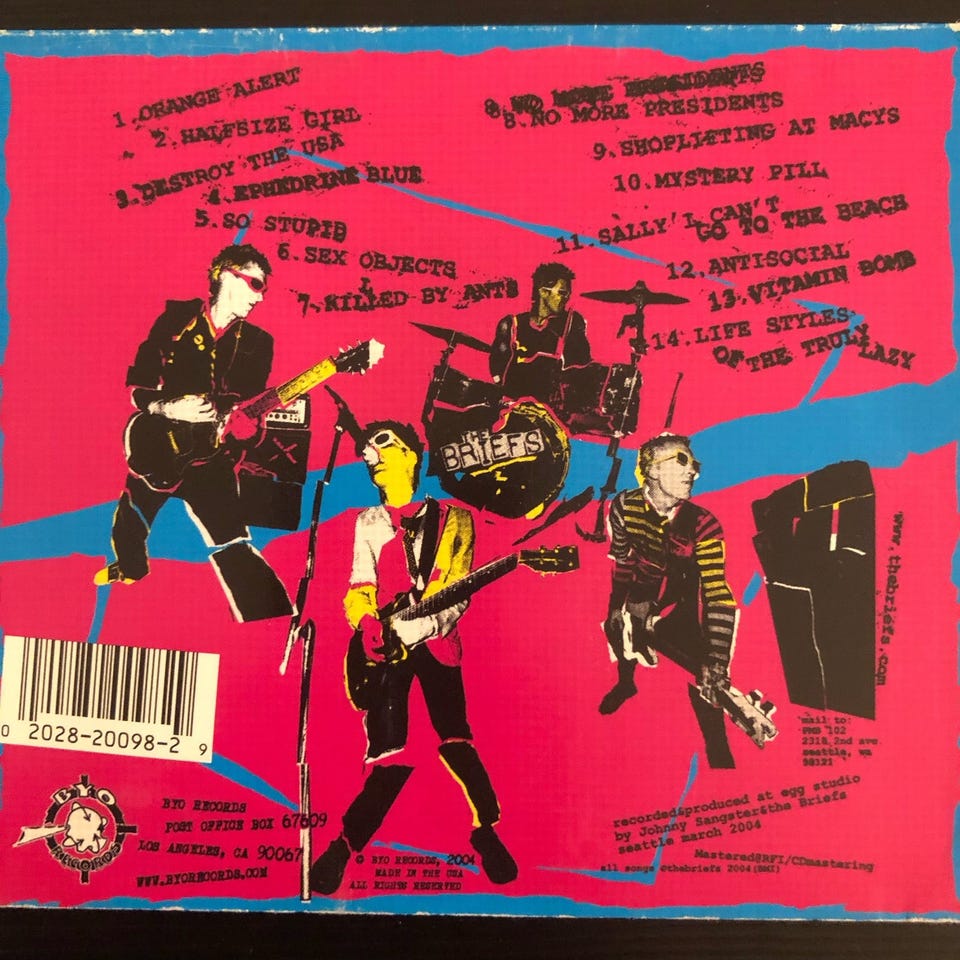 1. ORANGE ALERT
2. HALFSIZE GIRL
3. DESTROY THE USA
4. EPHEDRINE BLUE
5. SO STUPID
6. SEX OBJECTS
7. KILLED BY ANTS
8. NO MORE PRESIDENTS
8. NO MORE PRESIDENTS
9. SHOPLIFTING AT MACYS
10. MYSTERY PILL
11. SALLY I CAN'T
GO TO THE BEACH
12. ANTI-SOCIAL
13. VITAMIN BOMB
14. LIFE STYLES
OF THE TRULY
LAZY
THE
BRIEFS
www.thebriefs.com
mail to:
PMB 102
2318 2nd ave.
seattle, wa
98121
0 2028-20098-2 9
BYO
RECORDS
BYO RECORDS
POST OFFICE BOX 67609
LOS ANGELES, CA 90067
WWW.BYORECORDS.COM
© BYO RECORDS, 2004
MADE IN THE USA
ALL RIGHTS RESERVED
recorded&produced at egg studio
by Johnny Sangster&the Briefs
seattle march 2004
Mastered@RFI/CDmastering
all songs ©thebriefs 2004(BMI)